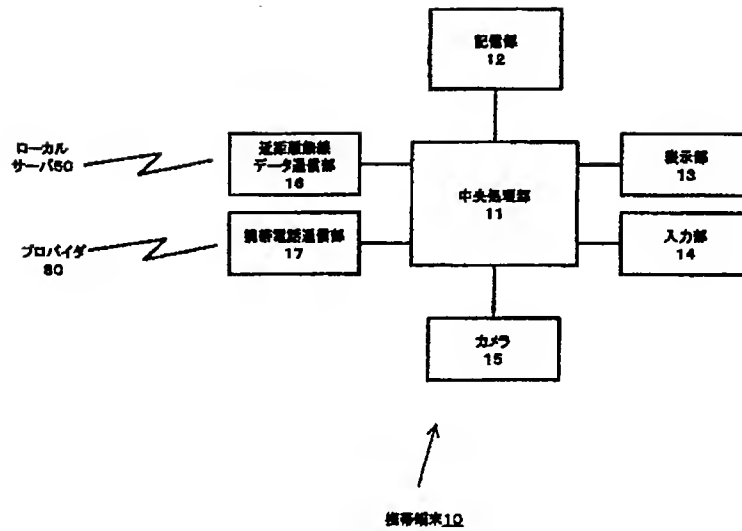 記憶部
12
ローカル
サーバ50
近距離無線
データ通信部
16
中央処理部
11
表示部
13
プロバイダ
80
携帯電話通信部
17
入力部
14
カメラ
15
携帯端末10